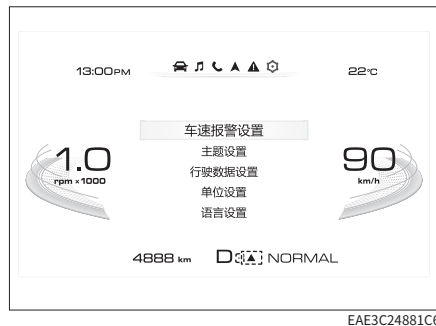 13:00PM 22℃
车速报警设置
主题设置
行驶数据设置
单位设置
语言设置
1.0
rpm × 1000
90
km/h
4888 km D NORMAL
EAE3C24881C6